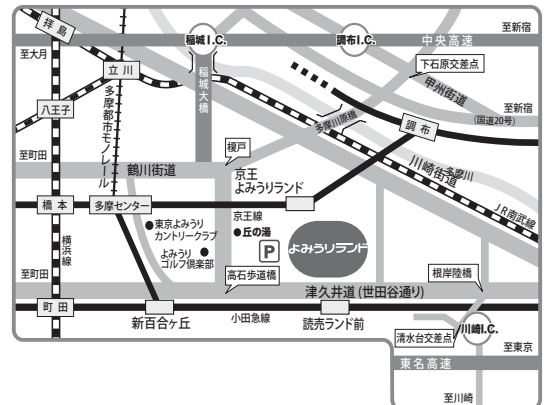 拝島
稲城I.C.
調布I.C.
中央高速
至新宿
至大月
立川
下石原交差点
稲城大橋
甲州街道
八王子
多摩都市モノレール
多摩川原橋
調布
至新宿
(国道20号)
榎戸
至町田
鶴川街道
京王
よみうりランド
川崎街道
多摩川
JR南武線
橋本
多摩センター
京王線
東京よみうり
カントリークラブ
丘の湯
P
よみうりランド
横浜線
よみうり
ゴルフ倶楽部
高石歩道橋
根岸陸橋
至町田
津久井道(世田谷通り)
町田
新百合ヶ丘
小田急線
読売ランド前
清水台交差点
川崎I.C.
至東京
東名高速
至川崎